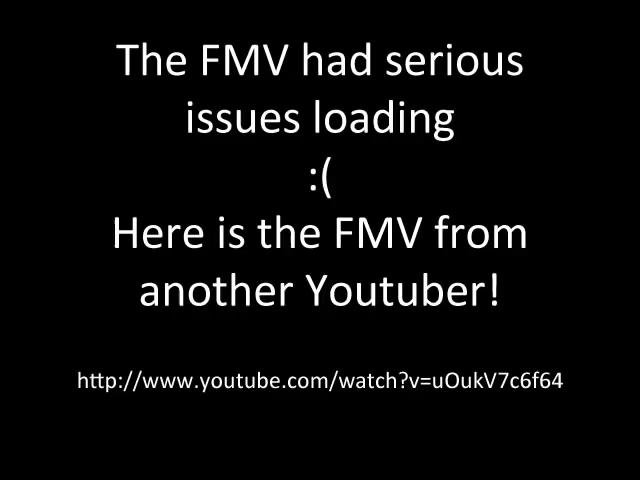 The FMV had serious
issues loading
:(
Here is the FMV from
another Youtuber!
http://www.youtube.com/watch?v=uOukV7c6f64